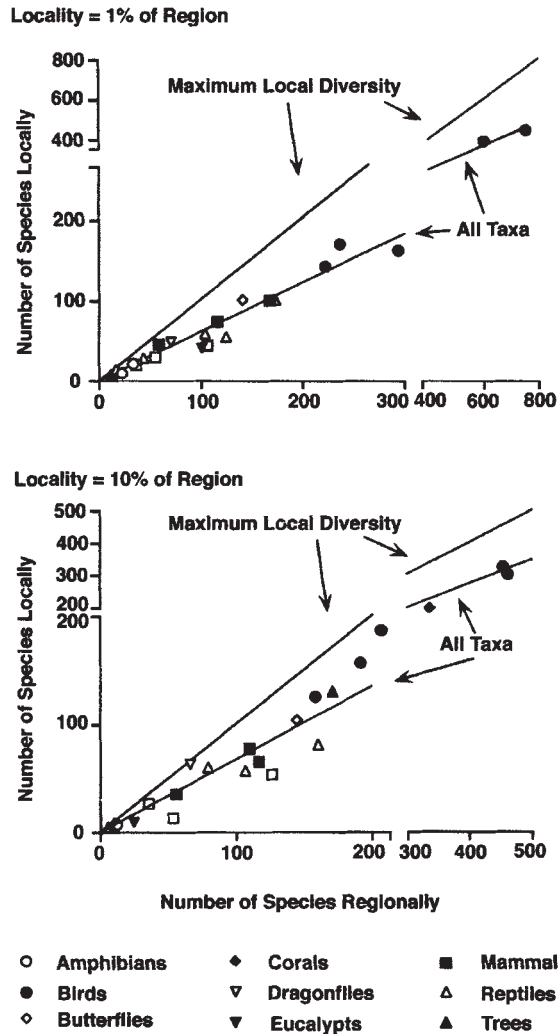 Locality = 1% of Region
800
600
400
200
100
0
Number of Species Locally
Maximum Local Diversity
All Taxa
0 100 200 300 400 600 800
Locality = 10% of Region
500
400
300
200
200
100
0
Number of Species Locally
Maximum Local Diversity
All Taxa
0 100 200 300 400 500
Number of Species Regionally
Amphibians Corals Mammal
Birds Dragonflies Reptiles
Butterflies Eucalypts Trees